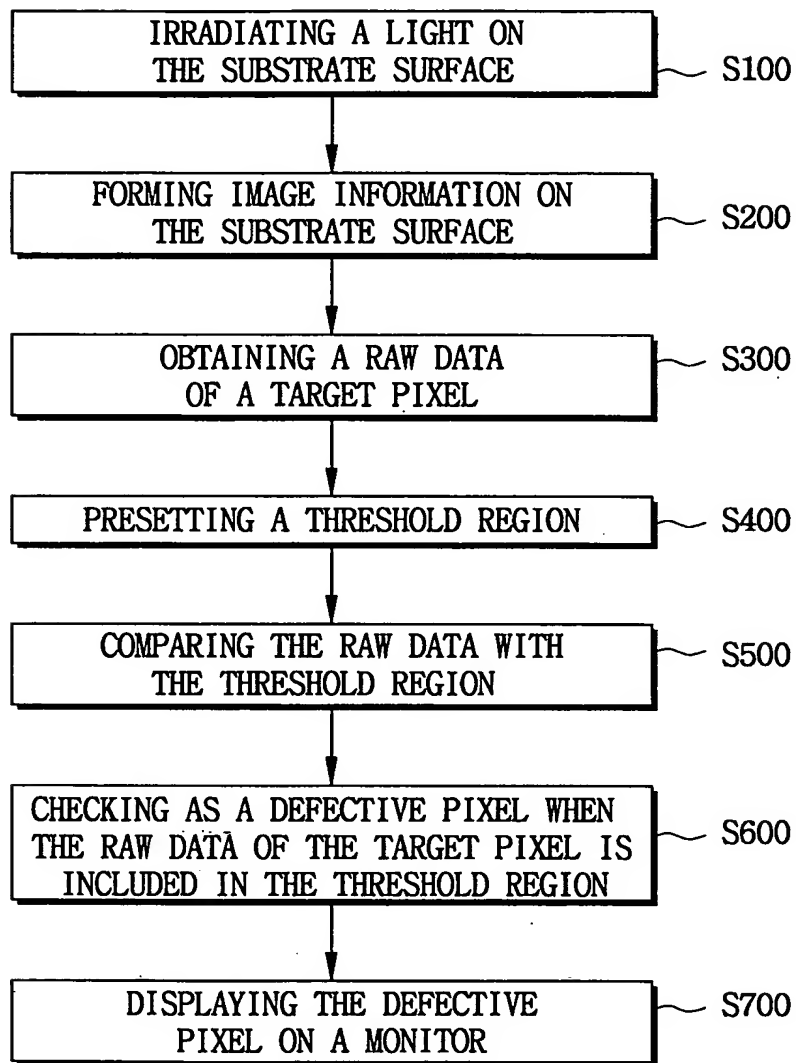 IRRADIATING A LIGHT ON
THE SUBSTRATE SURFACE
S100
FORMING IMAGE INFORMATION ON
THE SUBSTRATE SURFACE
S200
OBTAINING A RAW DATA
OF A TARGET PIXEL
S300
PRESETTING A THRESHOLD REGION
S400
COMPARING THE RAW DATA WITH
THE THRESHOLD REGION
S500
CHECKING AS A DEFECTIVE PIXEL WHEN
THE RAW DATA OF THE TARGET PIXEL IS
INCLUDED IN THE THRESHOLD REGION
S600
DISPLAYING THE DEFECTIVE
PIXEL ON A MONITOR
S700